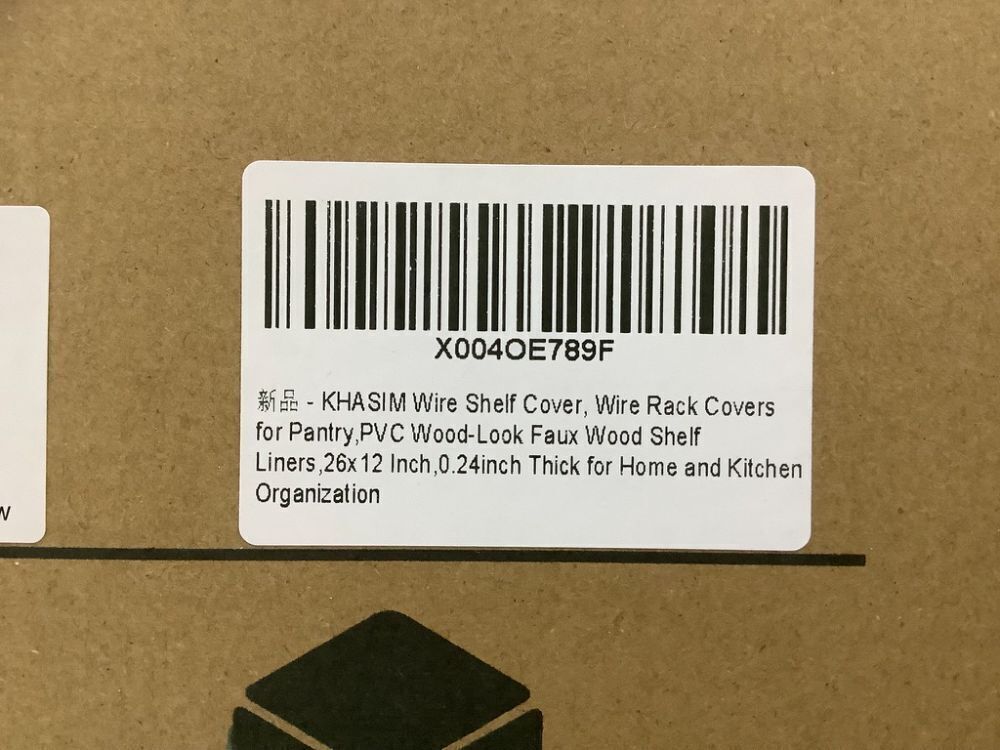 X004OE789F
新品 - KHASIM Wire Shelf Cover, Wire Rack Covers
for Pantry,PVC Wood-Look Faux Wood Shelf
Liners,26x12 Inch,0.24inch Thick for Home and Kitchen
Organization